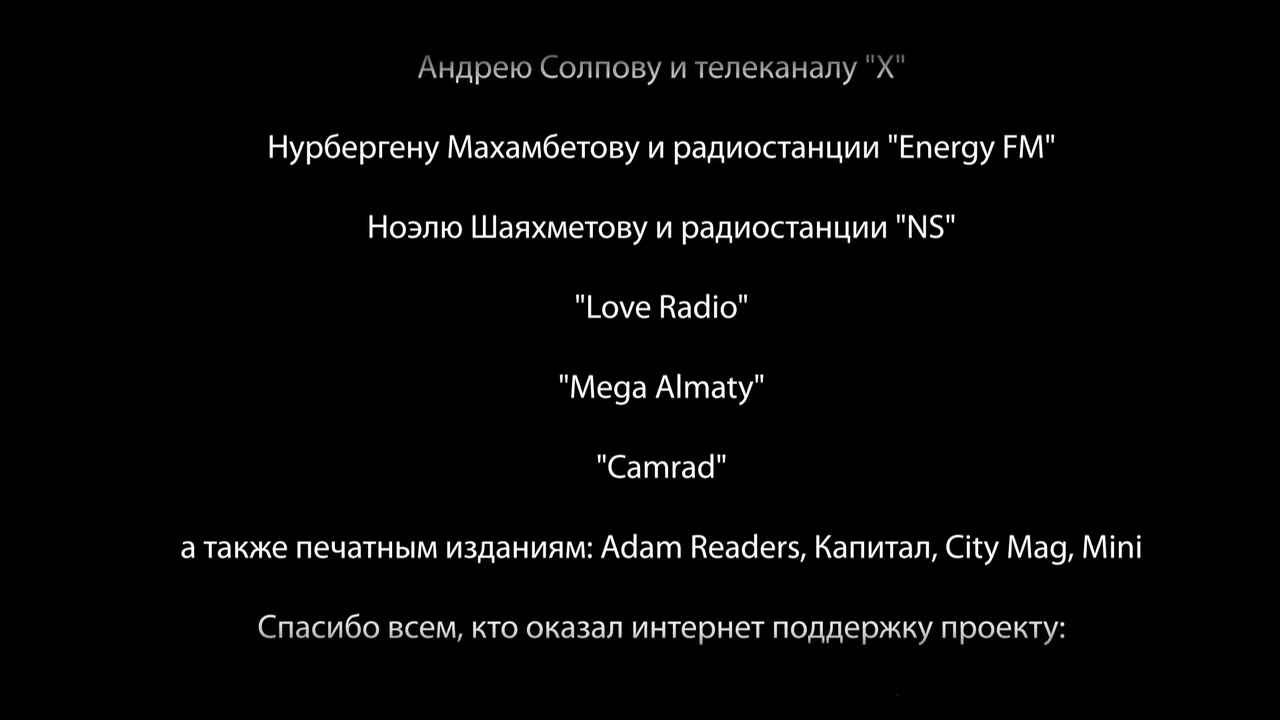 Андрею Солпову и телеканалу "Х"
Нурбергену Махамбетову и радиостанции "Energy FM"
Ноэлю Шаяхметову и радиостанции "NS"
"Love Radio"
"Mega Almaty"
"Camrad"
а также печатным изданиям: Adam Readers, Капитал, City Mag, Mini
Спасибо всем, кто оказал интернет поддержку проекту: